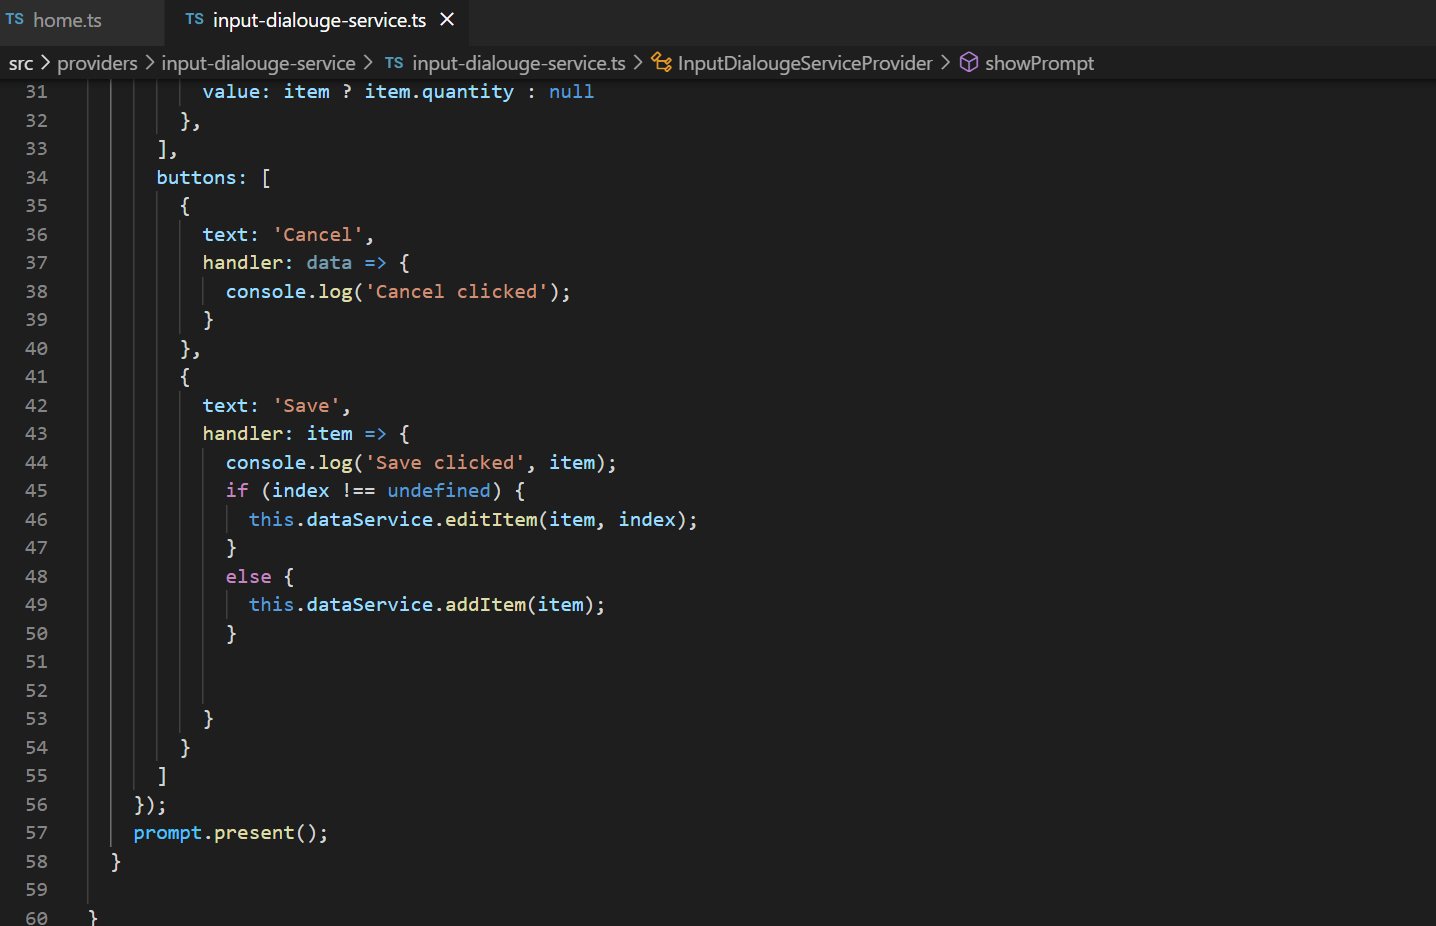 TS home.ts TS input-dialouge-service.ts ×
src > providers > input-dialouge-service > TS input-dialouge-service.ts > InputDialougeServiceProvider > showPrompt
31 value: item ? item.quantity : null
32 },
33 ],
34 buttons: [
35 {
36 text: 'Cancel',
37 handler: data => {
38 console.log('Cancel clicked');
39 }
40 },
41 {
42 text: 'Save',
43 handler: item => {
44 console.log('Save clicked', item);
45 if (index !== undefined) {
46 this.dataService.editItem(item, index);
47 }
48 else {
49 this.dataService.addItem(item);
50 }
51
52
53 }
54 }
55 ]
56 });
57 prompt.present();
58 }
59
60 }